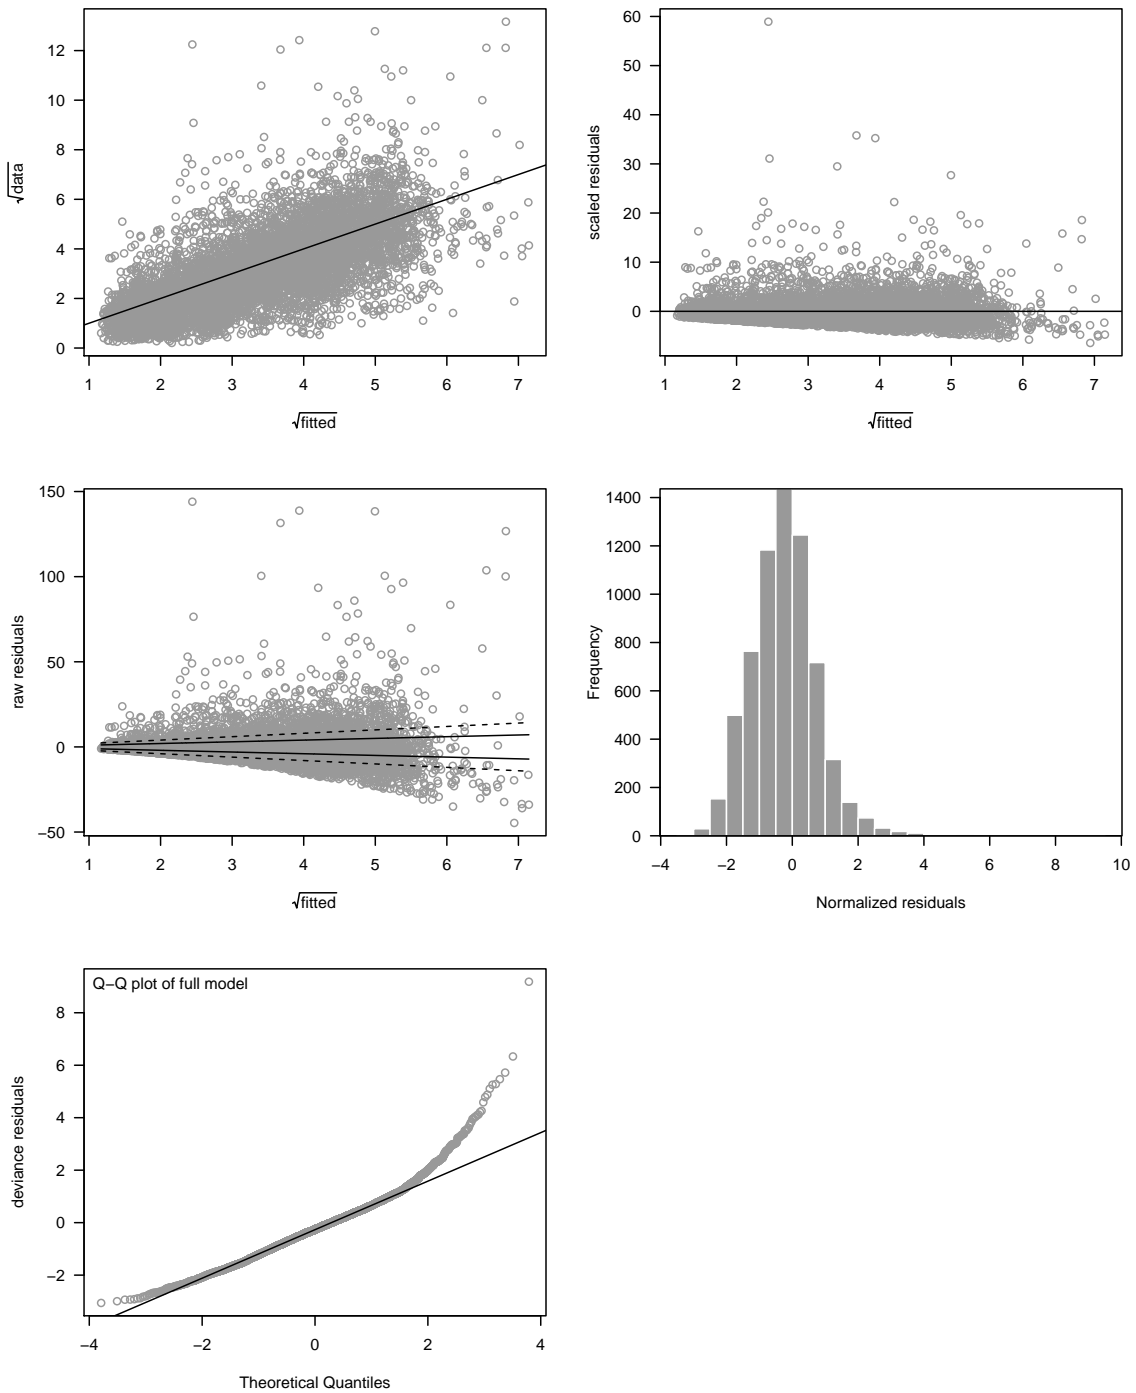 12
10
8
6
4
2
0
√data
1 2 3 4 5 6 7
√fitted
60
50
40
30
20
10
0
scaled residuals
1 2 3 4 5 6 7
√fitted
150
100
50
0
−50
raw residuals
1 2 3 4 5 6 7
√fitted
1400
1200
1000
800
600
400
200
0
Frequency
−4 −2 0 2 4 6 8 10
Normalized residuals
Q−Q plot of full model
8
6
4
2
0
−2
deviance residuals
−4 −2 0 2 4
Theoretical Quantiles